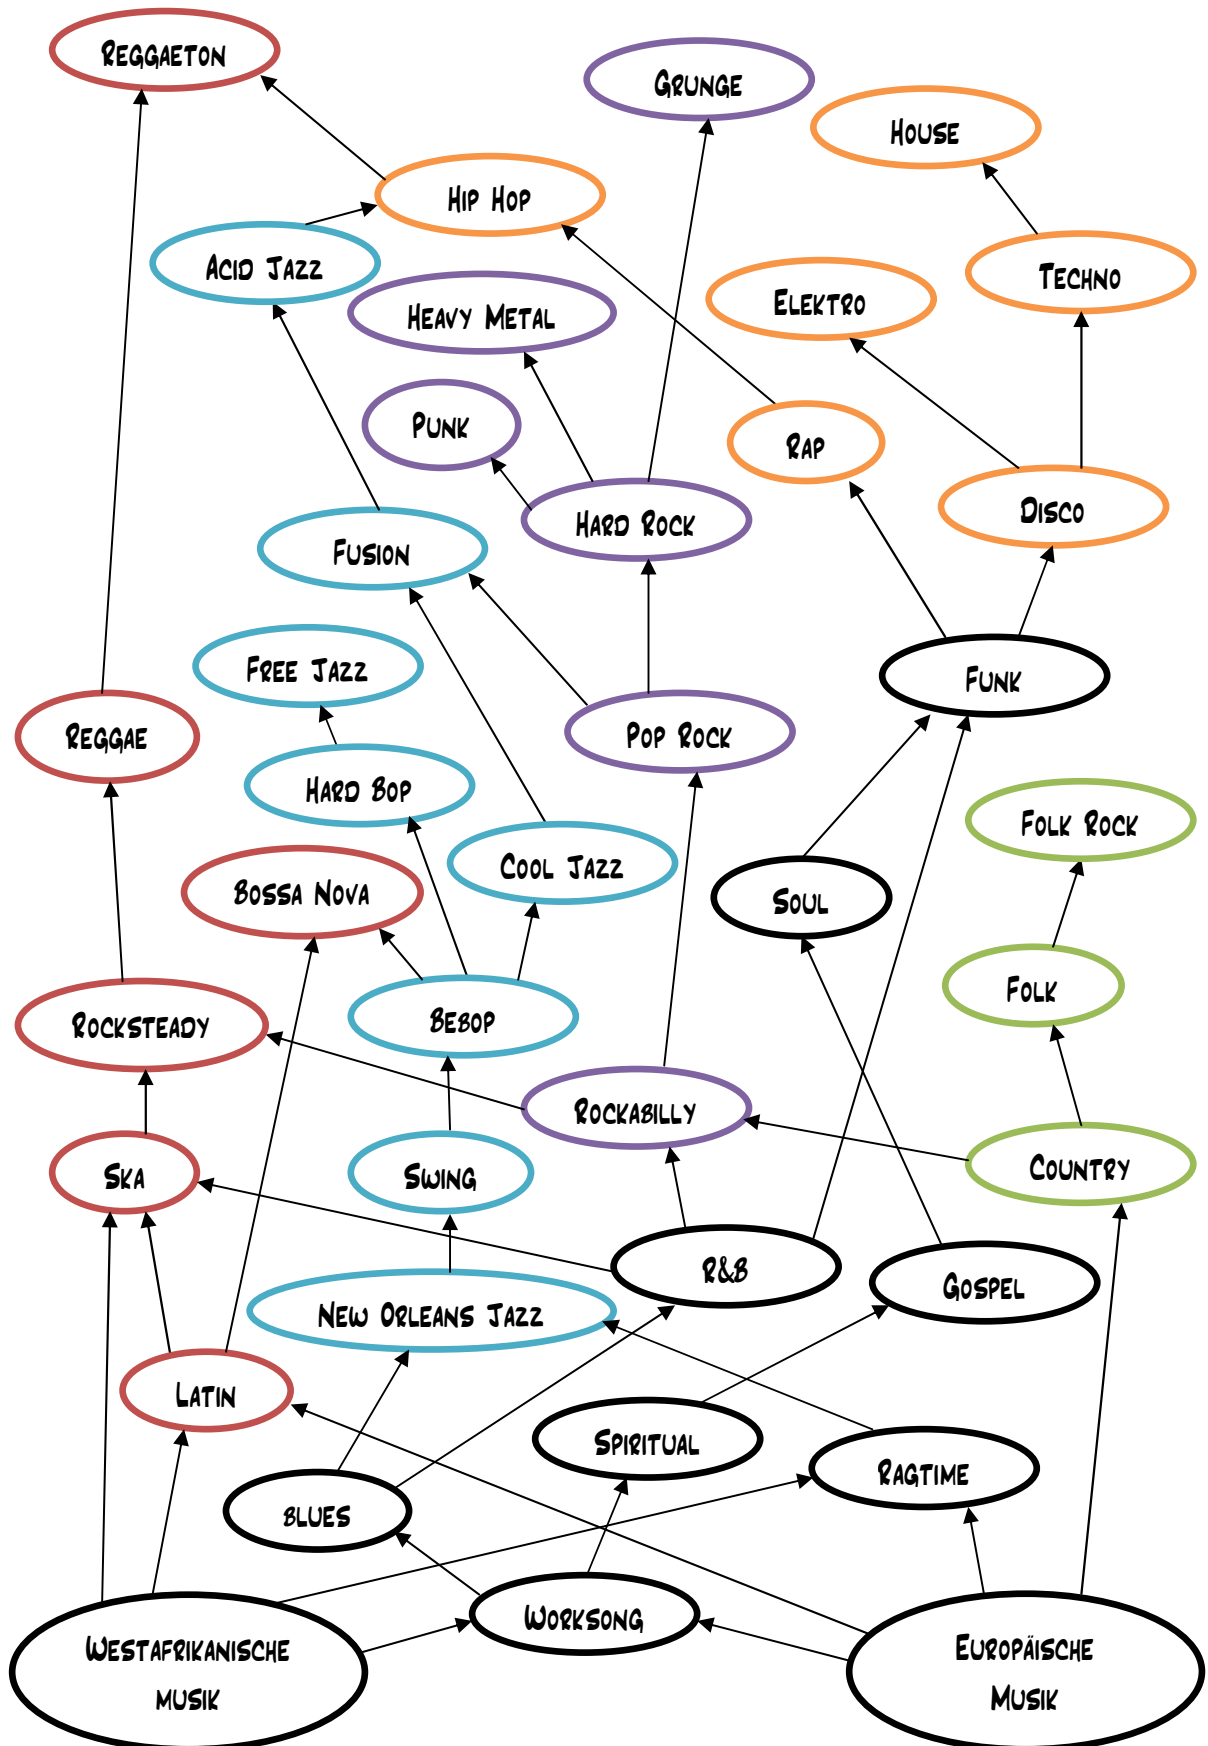 Reggaeton
Grunge
House
Hip Hop
Acid Jazz
Techno
Elektro
Heavy Metal
Punk
Rap
Disco
Hard Rock
Fusion
Free Jazz
Funk
Reggae
Pop Rock
Hard Bop
Folk Rock
Cool Jazz
Bossa Nova
Soul
Folk
Rocksteady
Bebop
Rockabilly
Ska
Swing
Country
R&B
Gospel
New Orleans Jazz
Latin
Spiritual
Ragtime
blues
Worksong
Westafrikanische
musik
Europäische
Musik